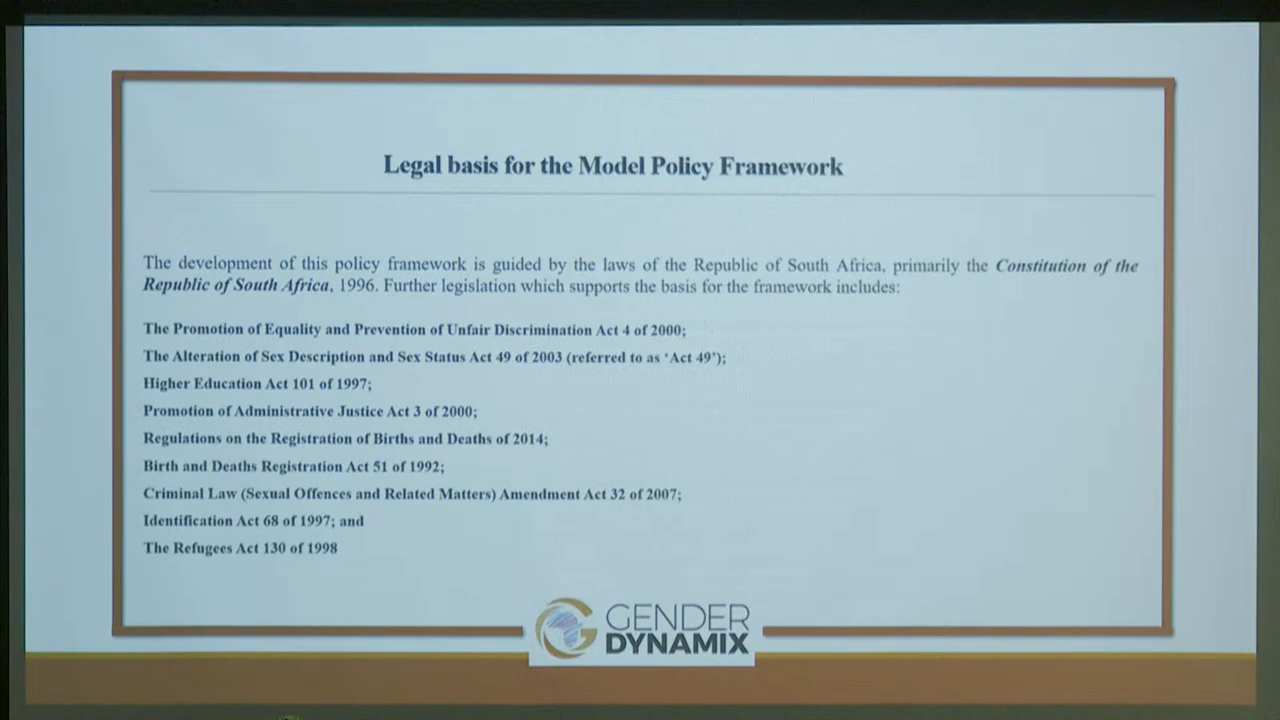 Legal basis for the Model Policy Framework
The development of this policy framework is guided by the laws of the Republic of South Africa, primarily the Constitution of the
Republic of South Africa, 1996. Further legislation which supports the basis for the framework includes:
The Promotion of Equality and Prevention of Unfair Discrimination Act 4 of 2000;
The Alteration of Sex Description and Sex Status Act 49 of 2003 (referred to as ‘Act 49’);
Higher Education Act 101 of 1997;
Promotion of Administrative Justice Act 3 of 2000;
Regulations on the Registration of Births and Deaths of 2014;
Birth and Deaths Registration Act 51 of 1992;
Criminal Law (Sexual Offences and Related Matters) Amendment Act 32 of 2007;
Identification Act 68 of 1997; and
The Refugees Act 130 of 1998
GENDER
DYNAMIX